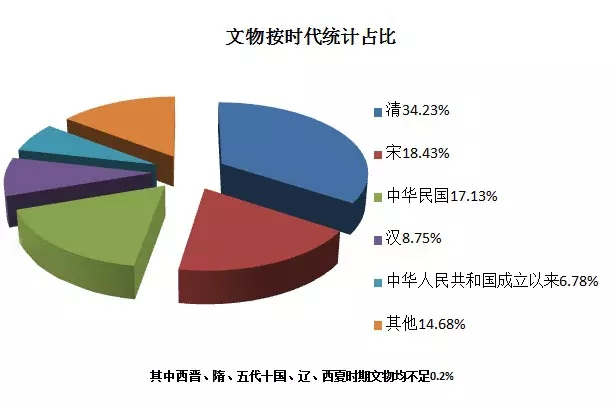 文物按时代统计占比
清34.23%
宋18.43%
中华民国17.13%
汉8.75%
中华人民共和国成立以来6.78%
其他14.68%
其中西晋、隋、五代十国、辽、西夏时期文物均不足0.2%